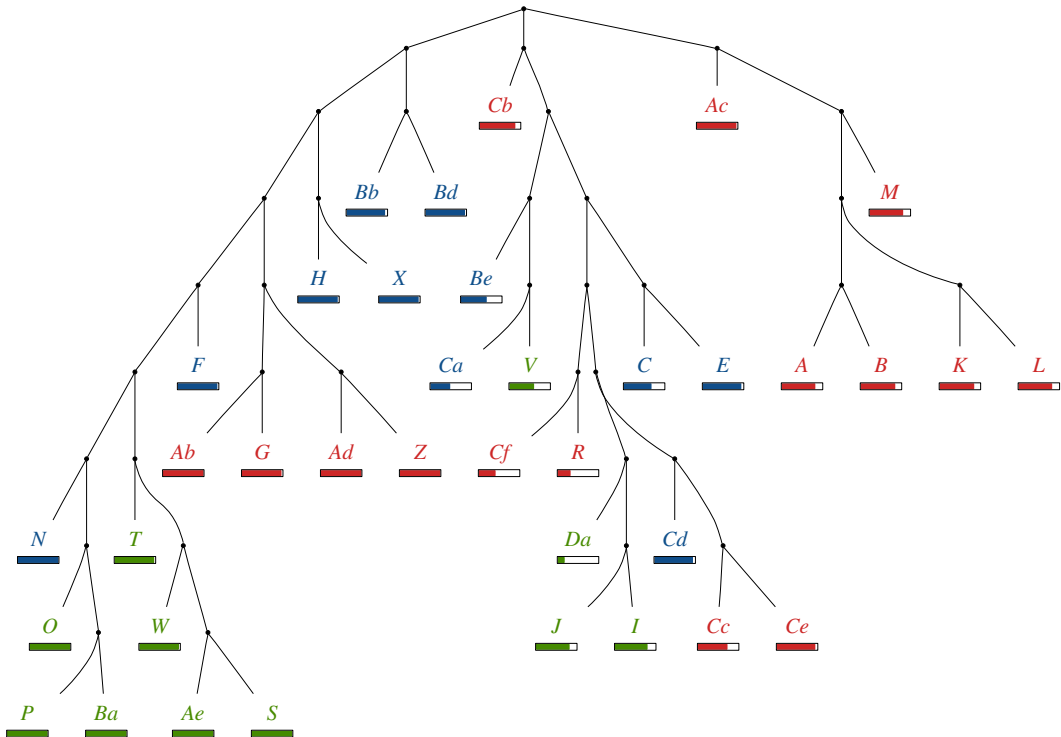 Cb Ac
Bb Bd M
H X Be
F Ca V C E A B K L
Ab G Ad Z Cf R
N T Da Cd
O W J I Cc Ce
P Ba Ae S